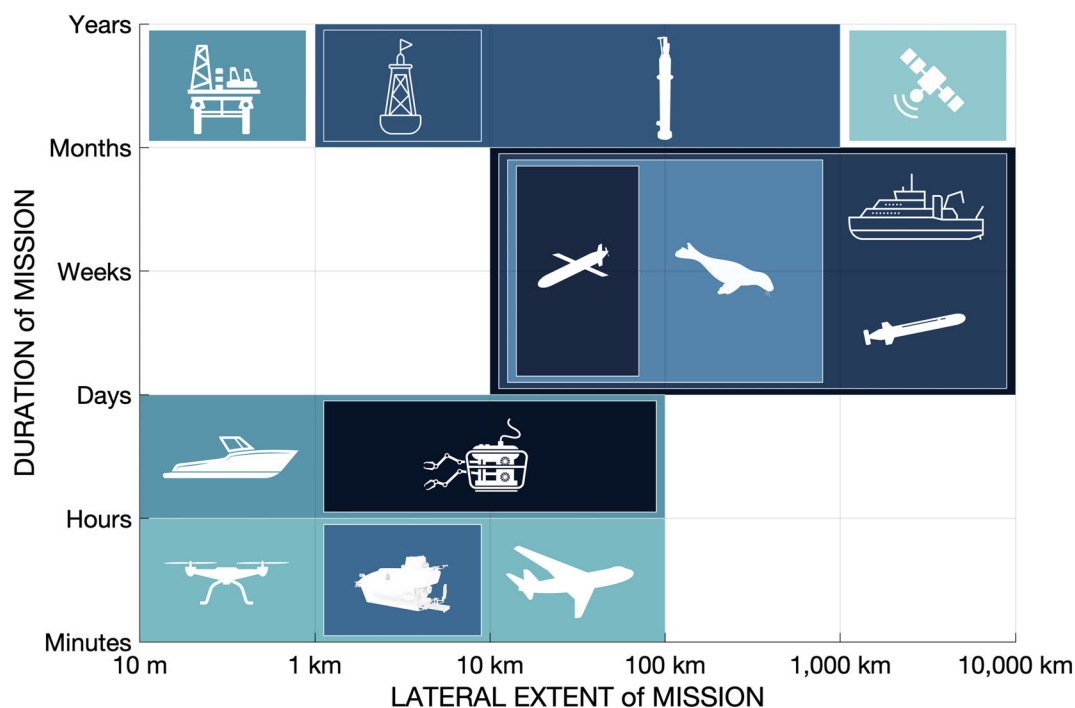 Years
Months
Weeks
Days
Hours
Minutes
DURATION of MISSION
10 m
1 km
10 km
100 km
1,000 km
10,000 km
LATERAL EXTENT of MISSION